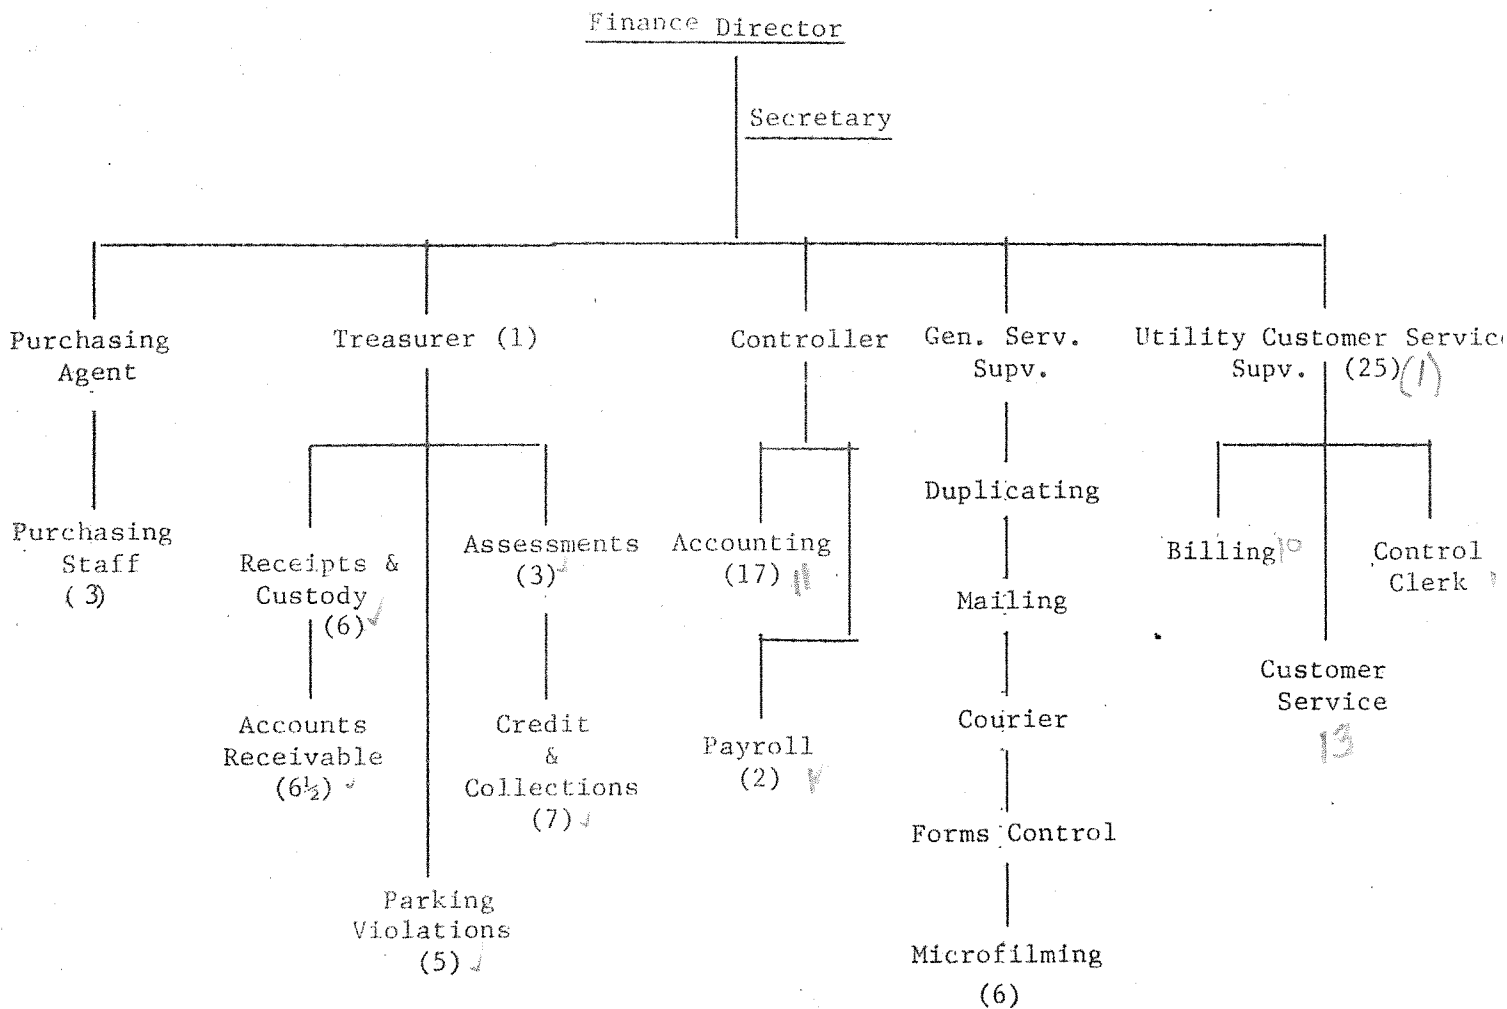 Finance Director
Secretary
Purchasing
Agent
Purchasing
Staff
(3)
Treasurer (1)
Receipts &
Custody
(6) ✓
Accounts
Receivable
(6½) ✓
Assessments
(3) ✓
Credit
&
Collections
(7) ✓
Parking
Violations
(5) ✓
Controller
Accounting
(17) 11
Payroll
(2)
Gen. Serv.
Supv.
Duplicating
Mailing
Courier
Forms Control
Microfilming
(6)
Utility Customer Service
Supv. (25) (1)
Billing 10
Control
Clerk
Customer
Service
13